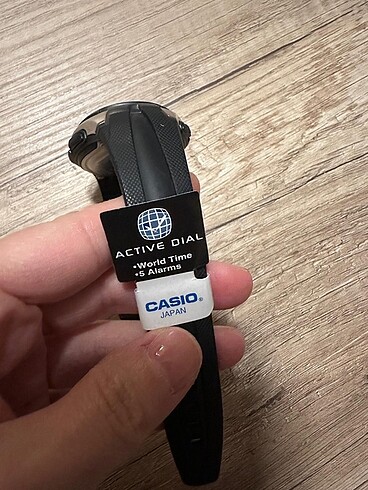 ACTIVE DIAL
•World Time
•5 Alarms
CASIO®
JAPAN